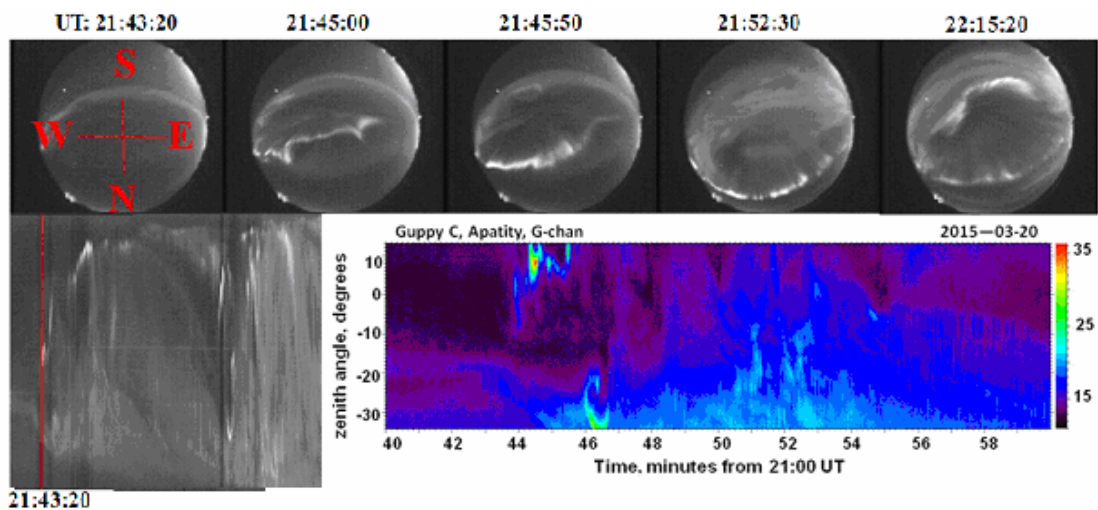 UT: 21:43:20 21:45:00 21:45:50 21:52:30 22:15:20
S
W E
N
Guppy C, Apatity, G-chan 2015—03-20
zenith angle, degrees
10
0
-10
-20
-30
40 42 44 46 48 50 52 54 56 58
Time, minutes from 21:00 UT
35
25
15
21:43:20